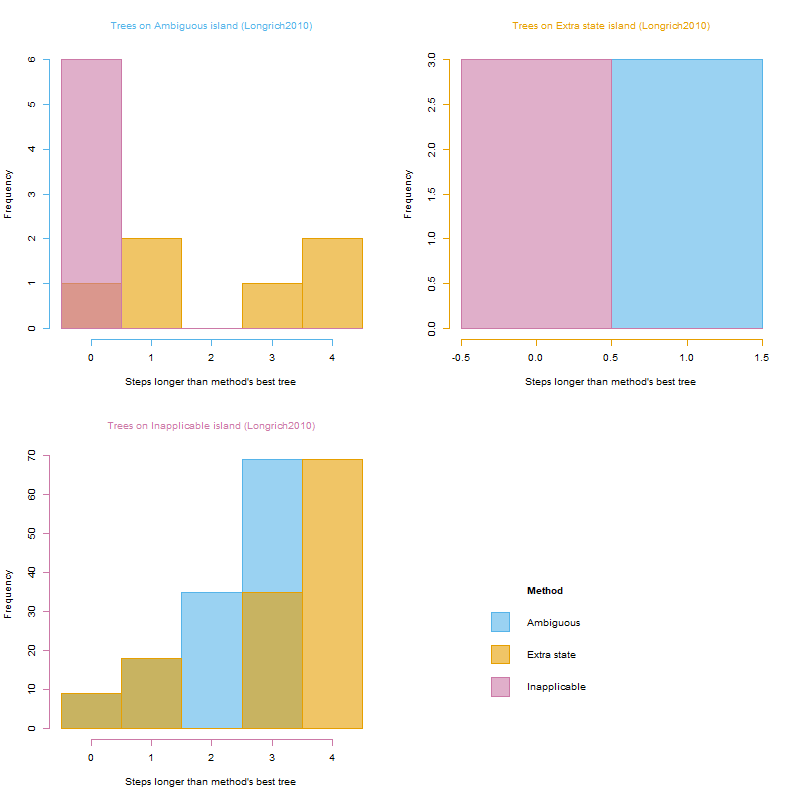 Trees on Ambiguous island (Longrich2010)
Frequency
0
1
2
3
4
5
6
0 1 2 3 4
Steps longer than method's best tree
Trees on Extra state island (Longrich2010)
Frequency
0.0
0.5
1.0
1.5
2.0
2.5
3.0
-0.5 0.0 0.5 1.0 1.5
Steps longer than method's best tree
Trees on Inapplicable island (Longrich2010)
Frequency
0
10
20
30
40
50
60
70
0 1 2 3 4
Steps longer than method's best tree
Method
Ambiguous
Extra state
Inapplicable